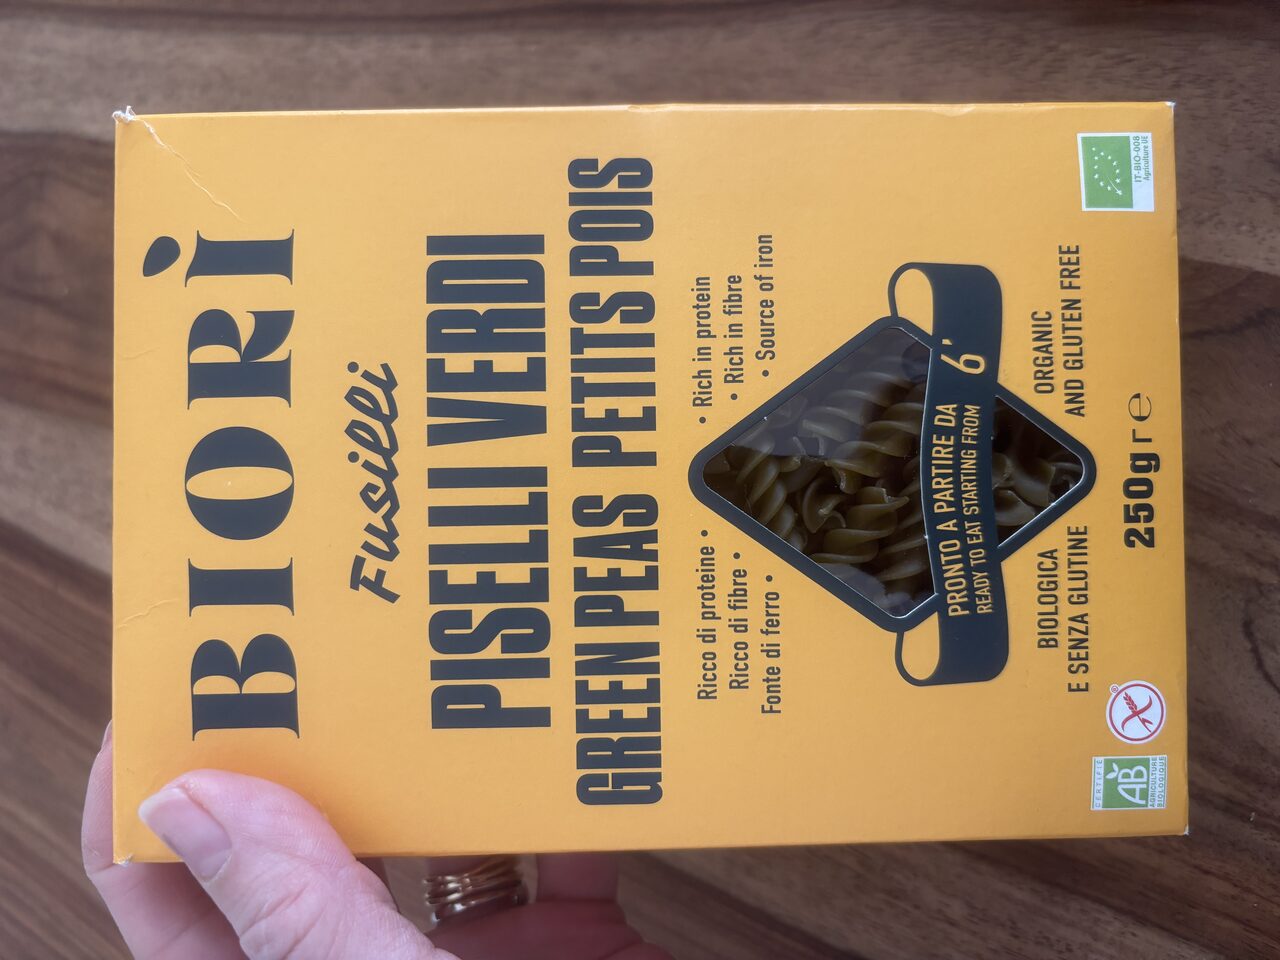 BIORÌ
Fusilli
PISELLI VERDI
GREEN PEAS PETITS POIS
Ricco di proteine •
Ricco di fibre •
Fonte di ferro •
• Rich in protein
• Rich in fibre
• Source of iron
PRONTO A PARTIRE DA 6'
READY TO EAT STARTING FROM
BIOLOGICA
E SENZA GLUTINE
ORGANIC
AND GLUTEN FREE
250g г ℮
CERTIFIÉ
AB
AGRICULTURE
BIOLOGIQUE
®
IT-BIO-008
Agriculture UE